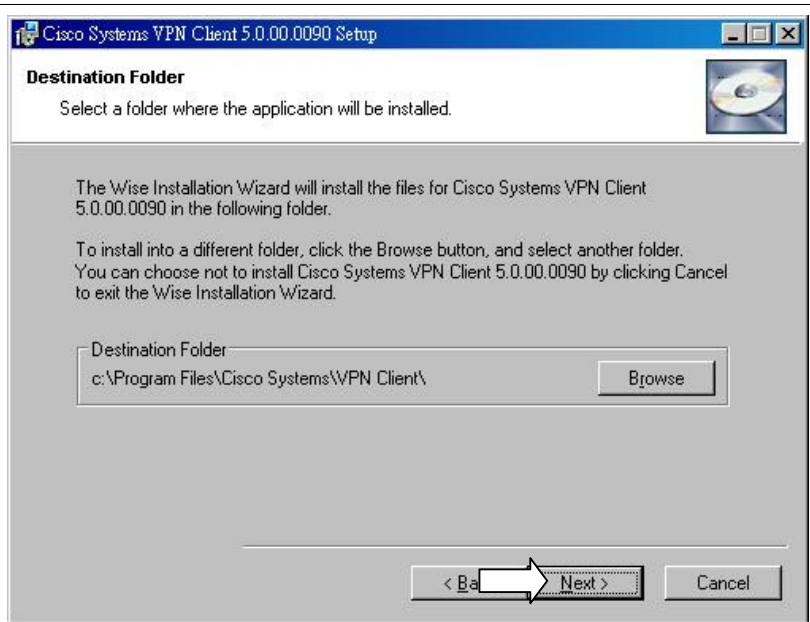 Cisco Systems VPN Client 5.0.00.0090 Setup
Destination Folder
Select a folder where the application will be installed.
The Wise Installation Wizard will install the files for Cisco Systems VPN Client
5.0.00.0090 in the following folder.
To install into a different folder, click the Browse button, and select another folder.
You can choose not to install Cisco Systems VPN Client 5.0.00.0090 by clicking Cancel
to exit the Wise Installation Wizard.
Destination Folder
c:\Program Files\Cisco Systems\VPN Client\
Browse
< Ba
Next >
Cancel